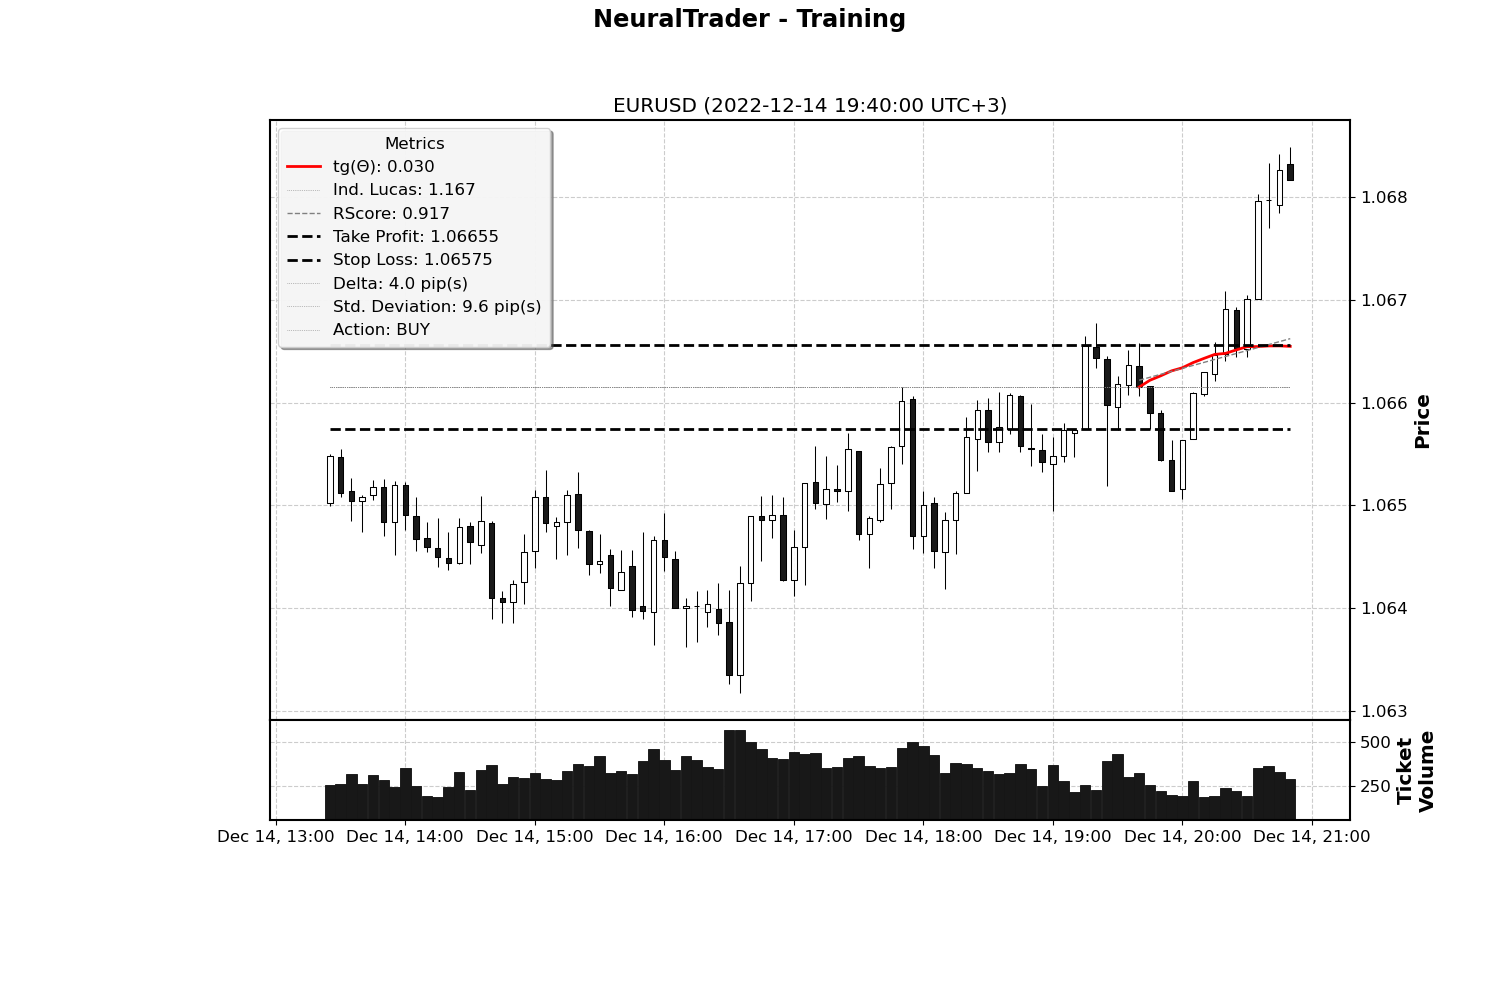 NeuralTrader - Training
EURUSD (2022-12-14 19:40:00 UTC+3)
Metrics
tg(Θ): 0.030
Ind. Lucas: 1.167
RScore: 0.917
Take Profit: 1.06655
Stop Loss: 1.06575
Delta: 4.0 pip(s)
Std. Deviation: 9.6 pip(s)
Action: BUY
1.068
1.067
1.066
1.065
1.064
1.063
Price
500
250
Ticket
Volume
Dec 14, 13:00 Dec 14, 14:00 Dec 14, 15:00 Dec 14, 16:00 Dec 14, 17:00 Dec 14, 18:00 Dec 14, 19:00 Dec 14, 20:00 Dec 14, 21:00